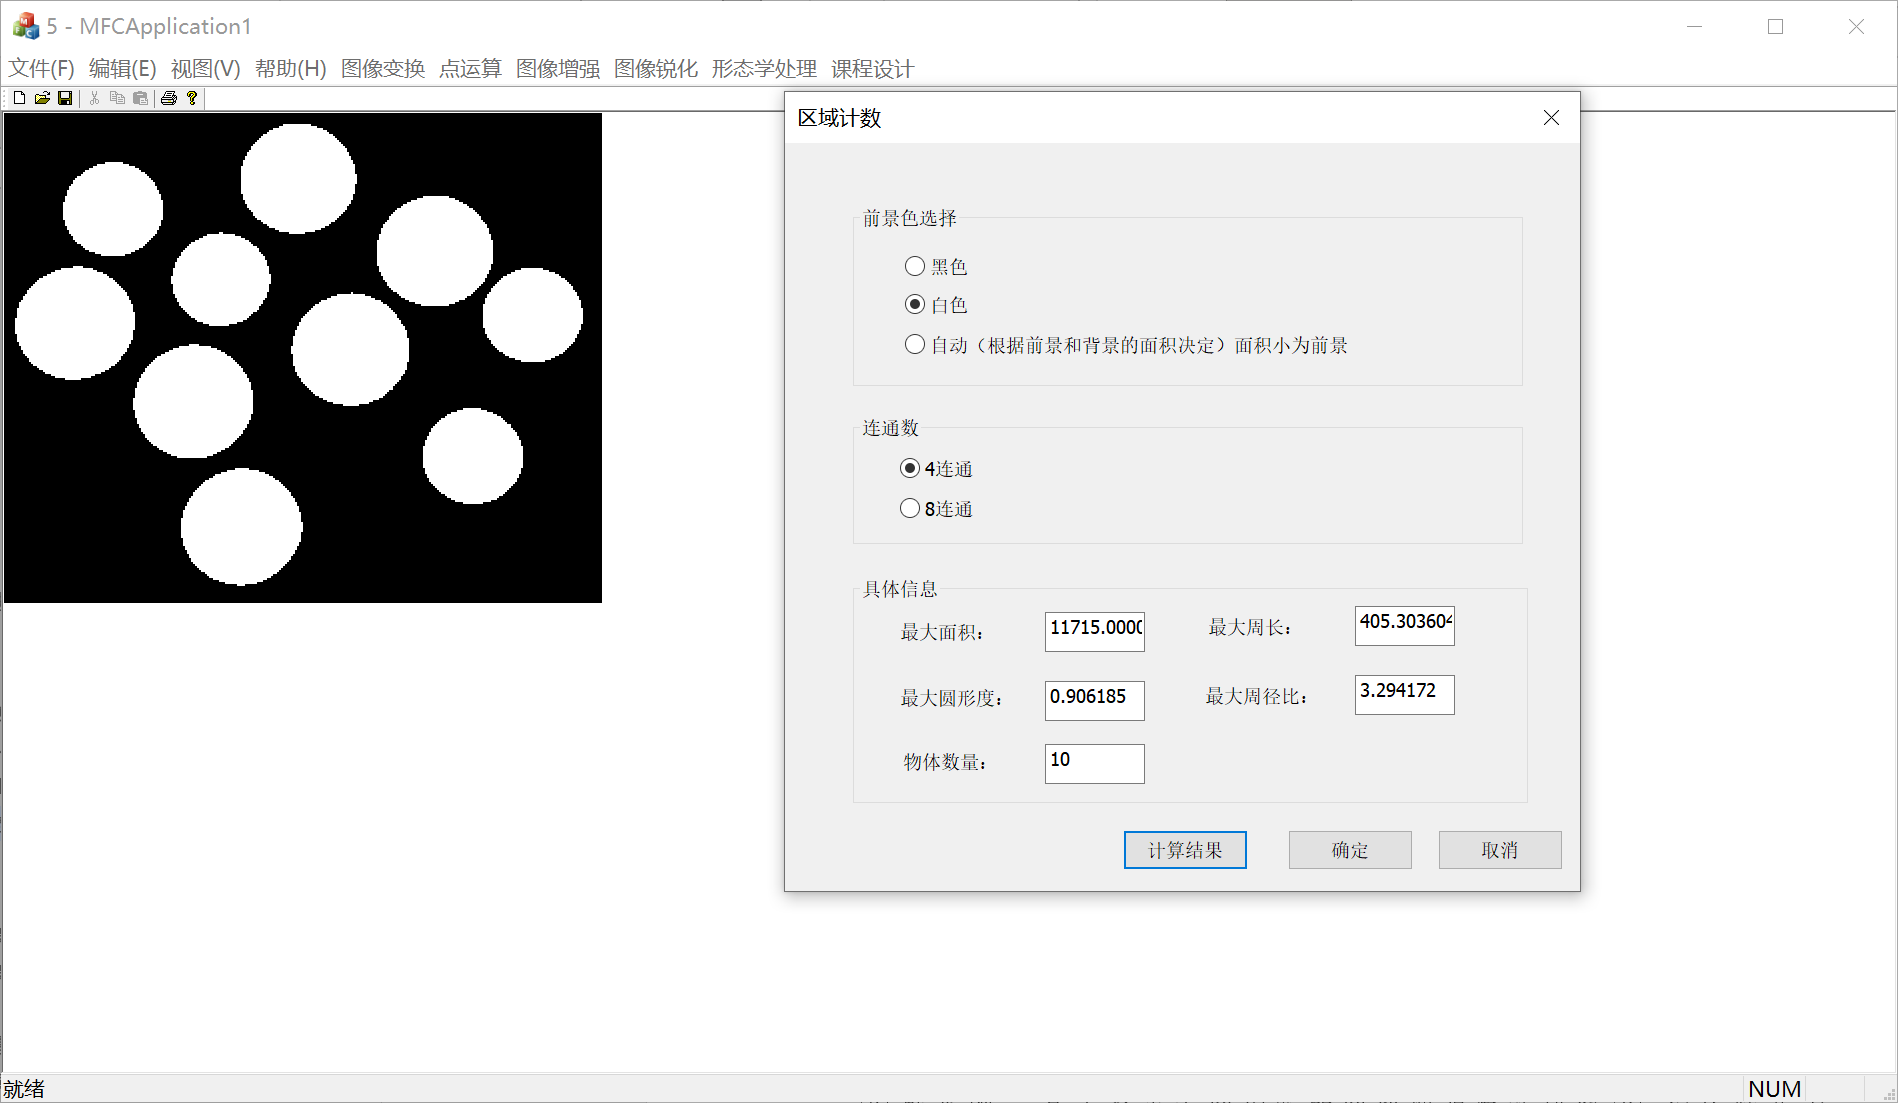 5 - MFCApplication1
文件(F) 编辑(E) 视图(V) 帮助(H) 图像变换 点运算 图像增强 图像锐化 形态学处理 课程设计
区域计数
前景色选择
黑色
白色
自动（根据前景和背景的面积决定）面积小为前景
连通数
4连通
8连通
具体信息
最大面积： 11715.000 最大周长： 405.30360
最大圆形度： 0.906185 最大周径比： 3.294172
物体数量： 10
计算结果 确定 取消
就绪 NUM